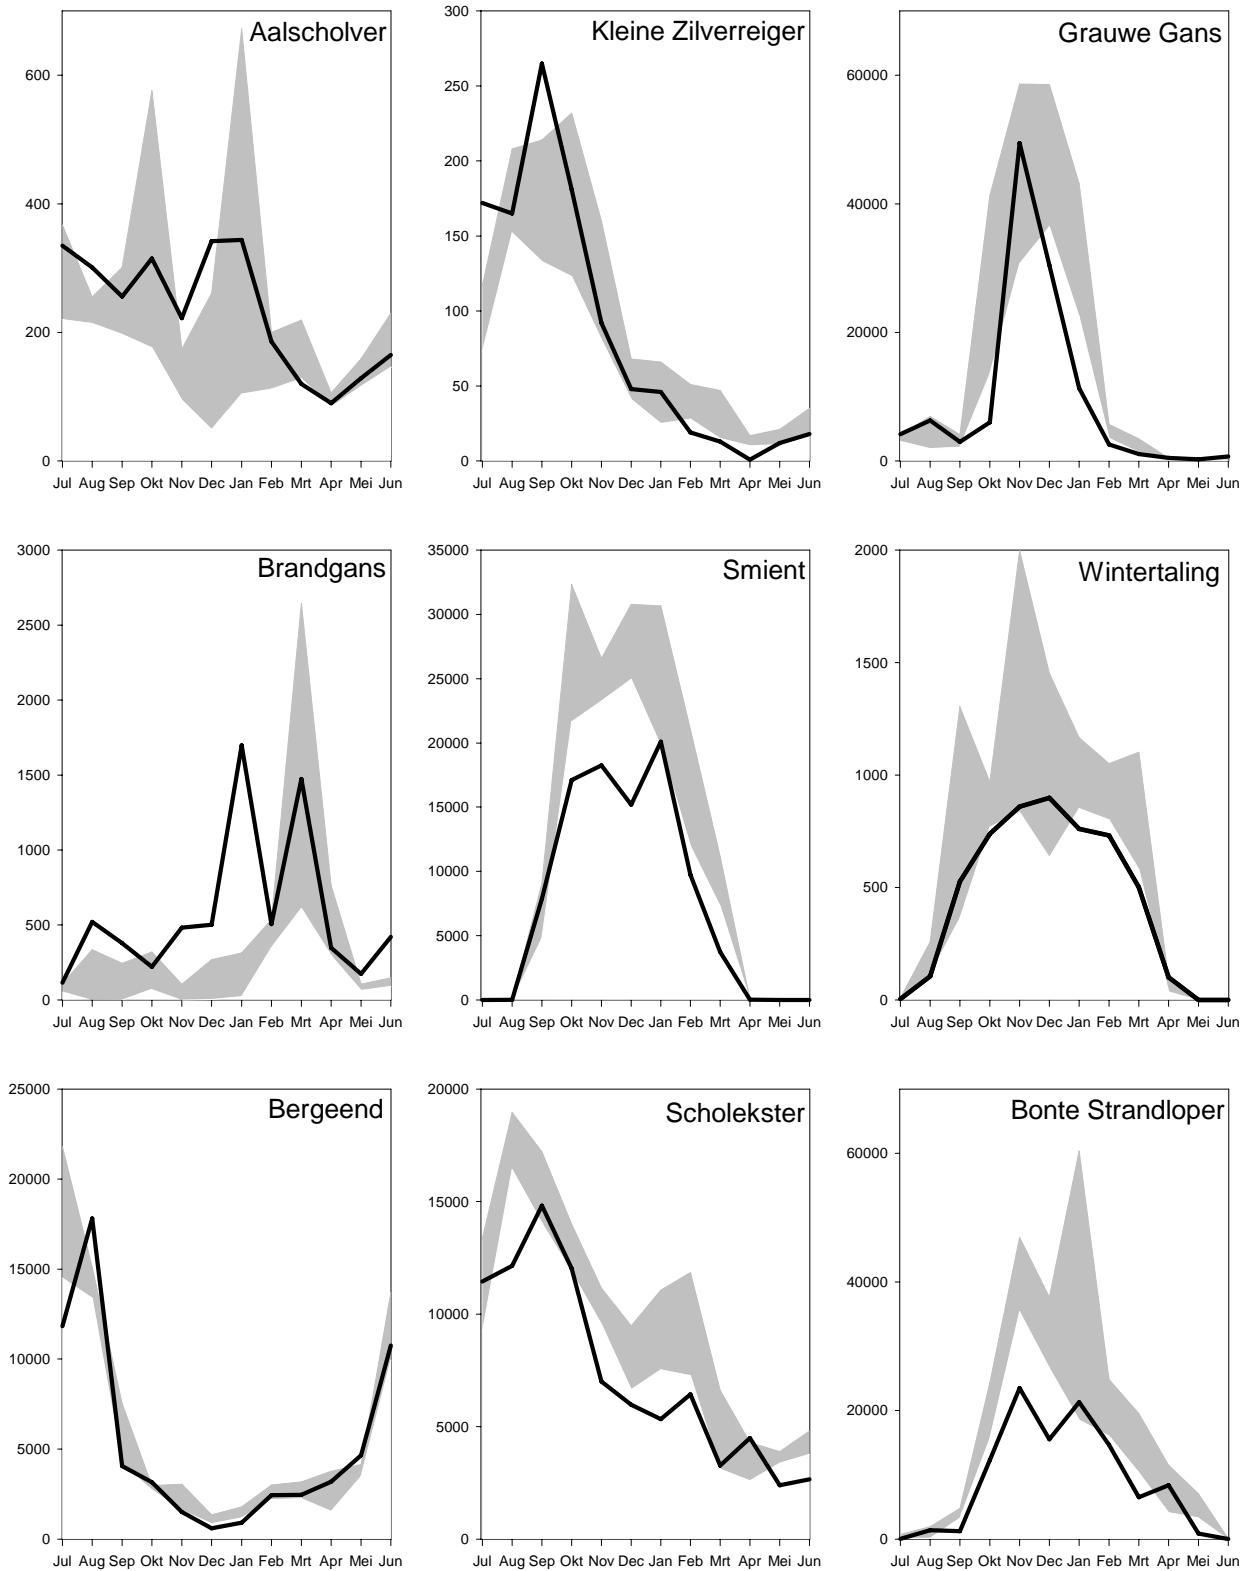 Aalscholver
600
400
200
0
Jul Aug Sep Okt Nov Dec Jan Feb Mrt Apr Mei Jun
Kleine Zilverreiger
300
250
200
150
100
50
0
Jul Aug Sep Okt Nov Dec Jan Feb Mrt Apr Mei Jun
Grauwe Gans
60000
40000
20000
0
Jul Aug Sep Okt Nov Dec Jan Feb Mrt Apr Mei Jun
Brandgans
3000
2500
2000
1500
1000
500
0
Jul Aug Sep Okt Nov Dec Jan Feb Mrt Apr Mei Jun
Smient
35000
30000
25000
20000
15000
10000
5000
0
Jul Aug Sep Okt Nov Dec Jan Feb Mrt Apr Mei Jun
Wintertaling
2000
1500
1000
500
0
Jul Aug Sep Okt Nov Dec Jan Feb Mrt Apr Mei Jun
Bergeend
25000
20000
15000
10000
5000
0
Jul Aug Sep Okt Nov Dec Jan Feb Mrt Apr Mei Jun
Scholekster
20000
15000
10000
5000
0
Jul Aug Sep Okt Nov Dec Jan Feb Mrt Apr Mei Jun
Bonte Strandloper
60000
40000
20000
0
Jul Aug Sep Okt Nov Dec Jan Feb Mrt Apr Mei Jun